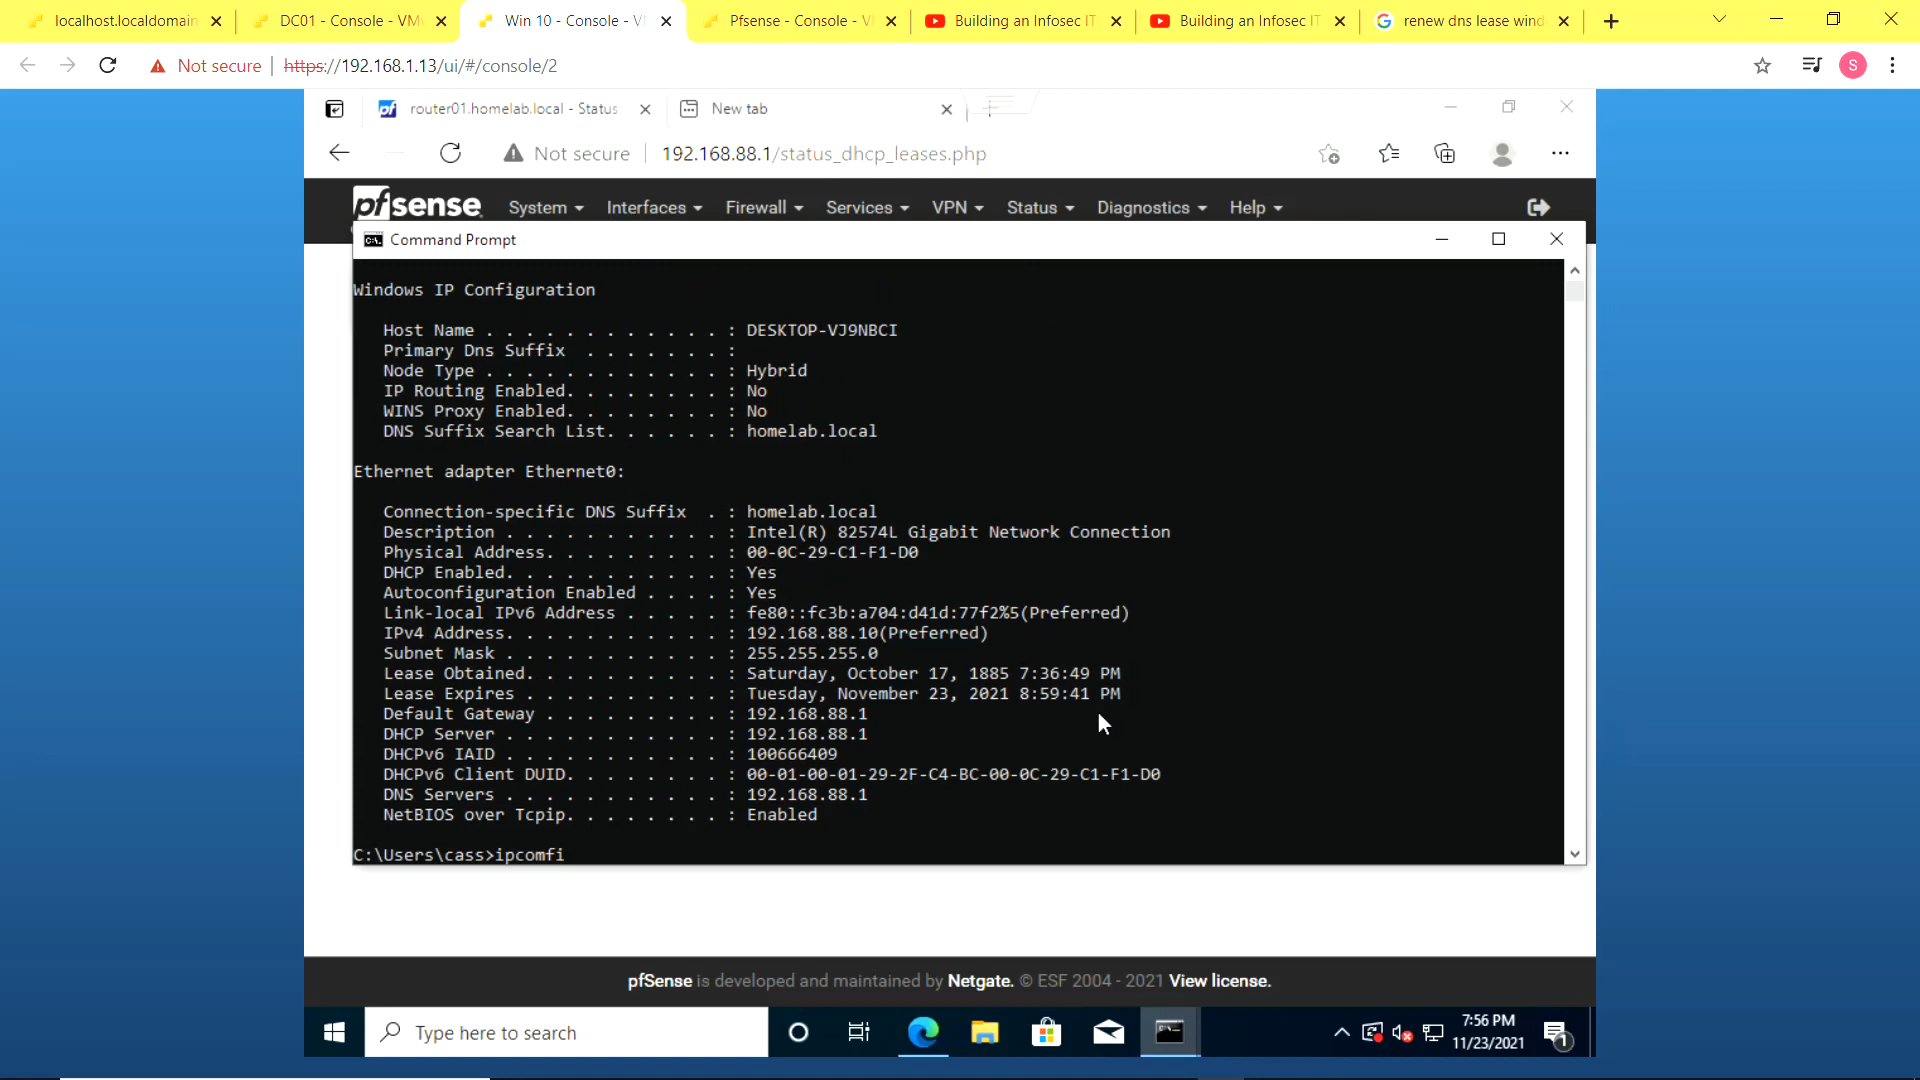 localhost.localdomain
DC01 - Console - VM
Win 10 - Console - V
Pfsense - Console - V
Building an Infosec IT
Building an Infosec IT
renew dns lease wind
Not secure | https://192.168.1.13/ui/#/console/2
S
router01.homelab.local - Status
New tab
Not secure | 192.168.88.1/status_dhcp_leases.php
pfsense System Interfaces Firewall Services VPN Status Diagnostics Help
Command Prompt
Windows IP Configuration
Host Name . . . . . . . . . . . . : DESKTOP-VJ9NBCI
Primary Dns Suffix  . . . . . . . :
Node Type . . . . . . . . . . . . : Hybrid
IP Routing Enabled. . . . . . . . : No
WINS Proxy Enabled. . . . . . . . : No
DNS Suffix Search List. . . . . . : homelab.local
Ethernet adapter Ethernet0:
Connection-specific DNS Suffix  . : homelab.local
Description . . . . . . . . . . . : Intel(R) 82574L Gigabit Network Connection
Physical Address. . . . . . . . . : 00-0C-29-C1-F1-D0
DHCP Enabled. . . . . . . . . . . : Yes
Autoconfiguration Enabled . . . . : Yes
Link-local IPv6 Address . . . . . : fe80::fc3b:a704:d41d:77f2%5(Preferred)
IPv4 Address. . . . . . . . . . . : 192.168.88.10(Preferred)
Subnet Mask . . . . . . . . . . . : 255.255.255.0
Lease Obtained. . . . . . . . . . : Saturday, October 17, 1885 7:36:49 PM
Lease Expires . . . . . . . . . . : Tuesday, November 23, 2021 8:59:41 PM
Default Gateway . . . . . . . . . : 192.168.88.1
DHCP Server . . . . . . . . . . . : 192.168.88.1
DHCPv6 IAID . . . . . . . . . . . : 100666409
DHCPv6 Client DUID. . . . . . . . : 00-01-00-01-29-2F-C4-BC-00-0C-29-C1-F1-D0
DNS Servers . . . . . . . . . . . : 192.168.88.1
NetBIOS over Tcpip. . . . . . . . : Enabled
C:\Users\cass>ipcomfi
pfSense is developed and maintained by Netgate. © ESF 2004 - 2021 View license.
Type here to search
7:56 PM
11/23/2021
1